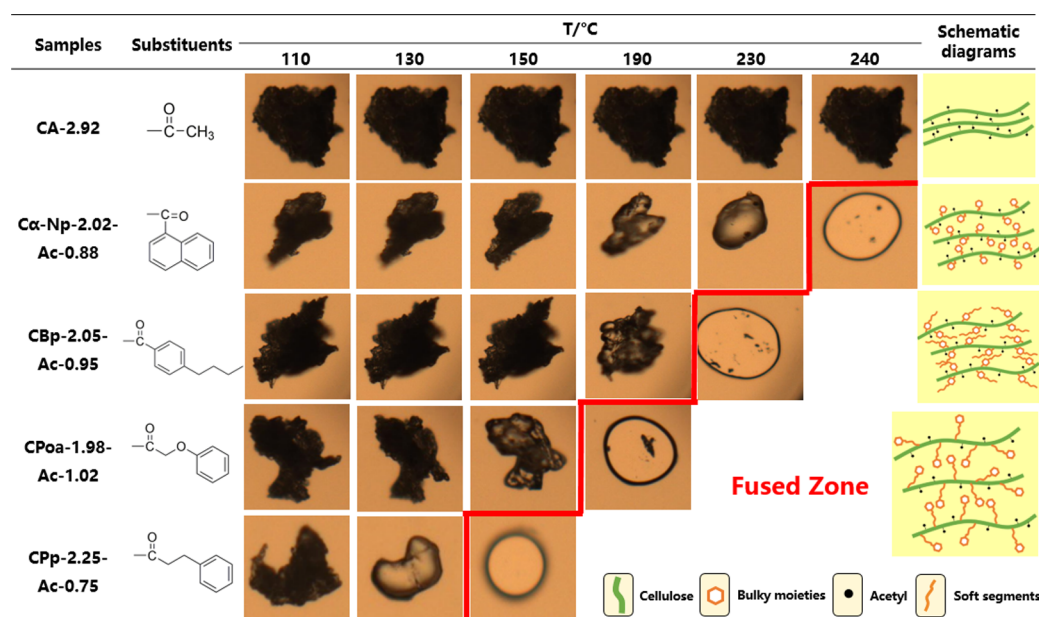 Samples Substituents T/°C Schematic
diagrams
110 130 150 190 230 240
CA-2.92
O
C CH₃
Cα-Np-2.02-
Ac-0.88
C=O
CBp-2.05-
Ac-0.95
O
C
CPoa-1.98-
Ac-1.02
O
C O
Fused Zone
CPp-2.25-
Ac-0.75
O
C
Cellulose Bulky moieties Acetyl Soft segments